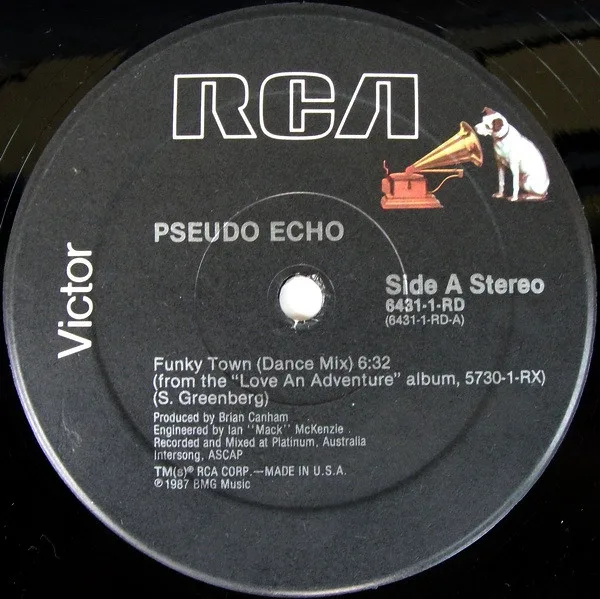 RCA
Victor
PSEUDO ECHO
Side A Stereo
6431-1-RD
(6431-1-RD-A)
Funky Town (Dance Mix) 6:32
(from the "Love An Adventure" album, 5730-1-RX)
(S. Greenberg)
Produced by Brian Canham
Engineered by Ian "Mack" McKenzie
Recorded and Mixed at Platinum, Australia
Intersong, ASCAP
TM(s)® RCA CORP.—MADE IN U.S.A.
℗ 1987 BMG Music